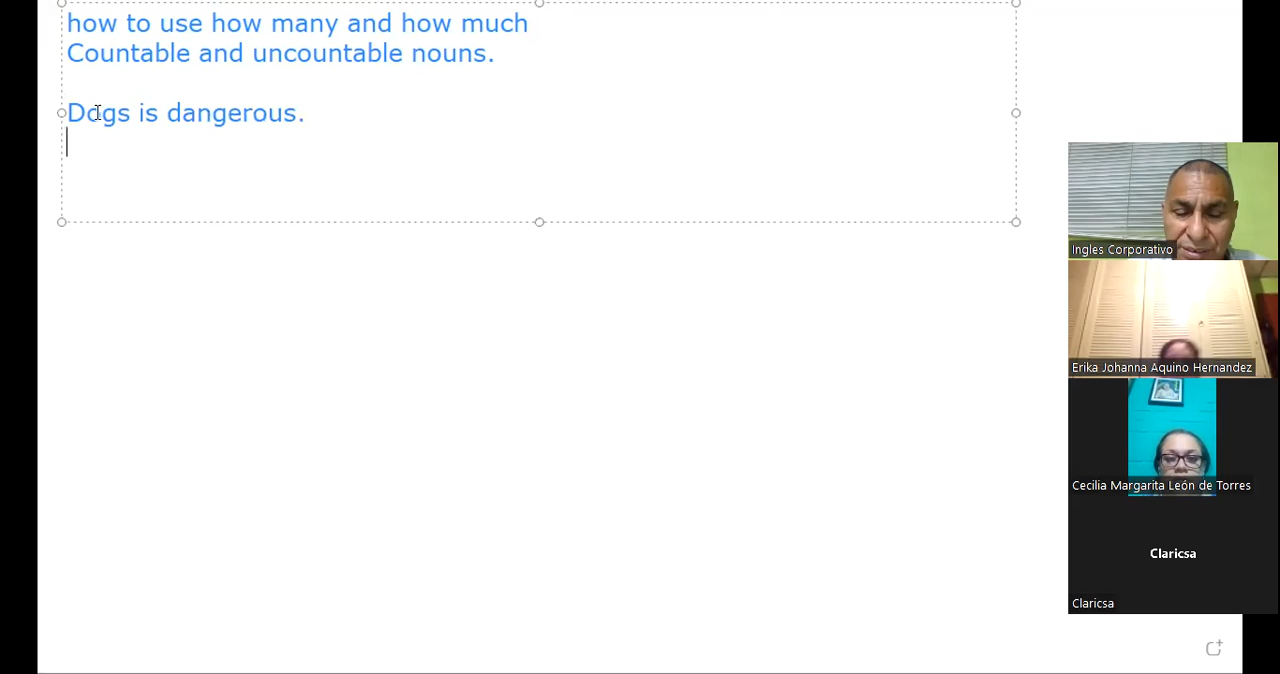 how to use how many and how much
Countable and uncountable nouns.
Dogs is dangerous.
Ingles Corporativo
Erika Johanna Aquino Hernandez
Cecilia Margarita León de Torres
Claricsa
Claricsa